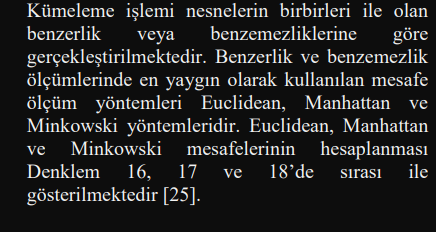 Kümeleme işlemi nesnelerin birbirleri ile olan
benzerlik veya benzemezliklerine göre
gerçekleştirilmektedir. Benzerlik ve benzemezlik
ölçümlerinde en yaygın olarak kullanılan mesafe
ölçüm yöntemleri Euclidean, Manhattan ve
Minkowski yöntemleridir. Euclidean, Manhattan
ve Minkowski mesafelerinin hesaplanması
Denklem 16, 17 ve 18’de sırası ile
gösterilmektedir [25].